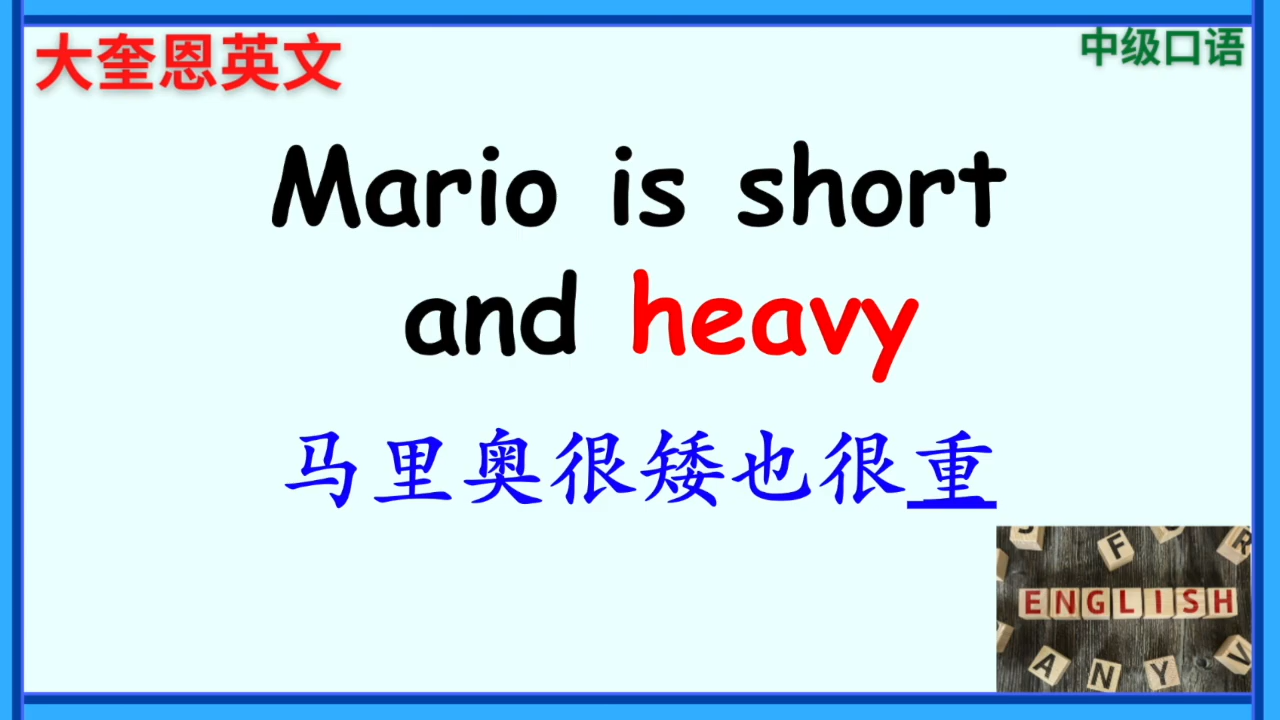 大奎恩英文
中级口语
Mario is short
and heavy
马里奥很矮也很重
F
R
ENGLISH
A N Y V